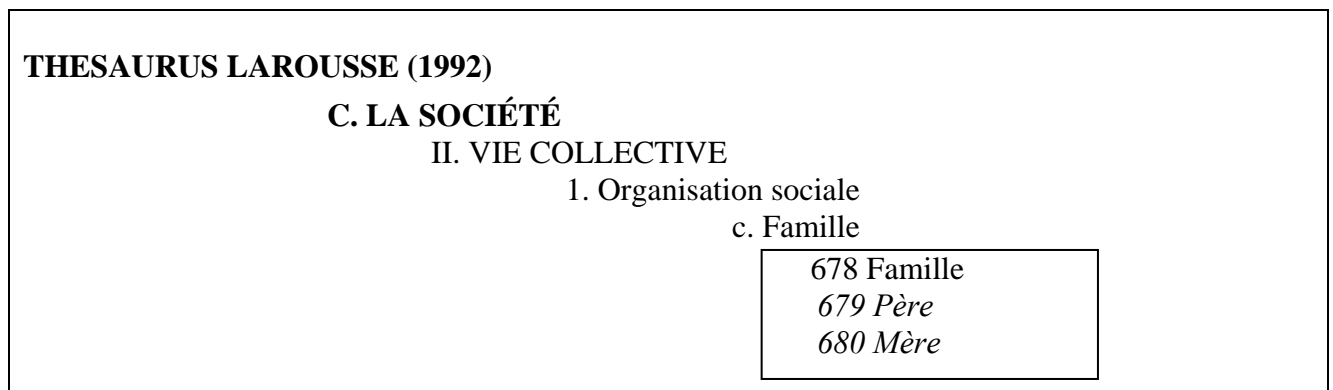 THESAURUS LAROUSSE (1992)
C. LA SOCIÉTÉ
II. VIE COLLECTIVE
1. Organisation sociale
c. Famille
678 Famille
679 Père
680 Mère